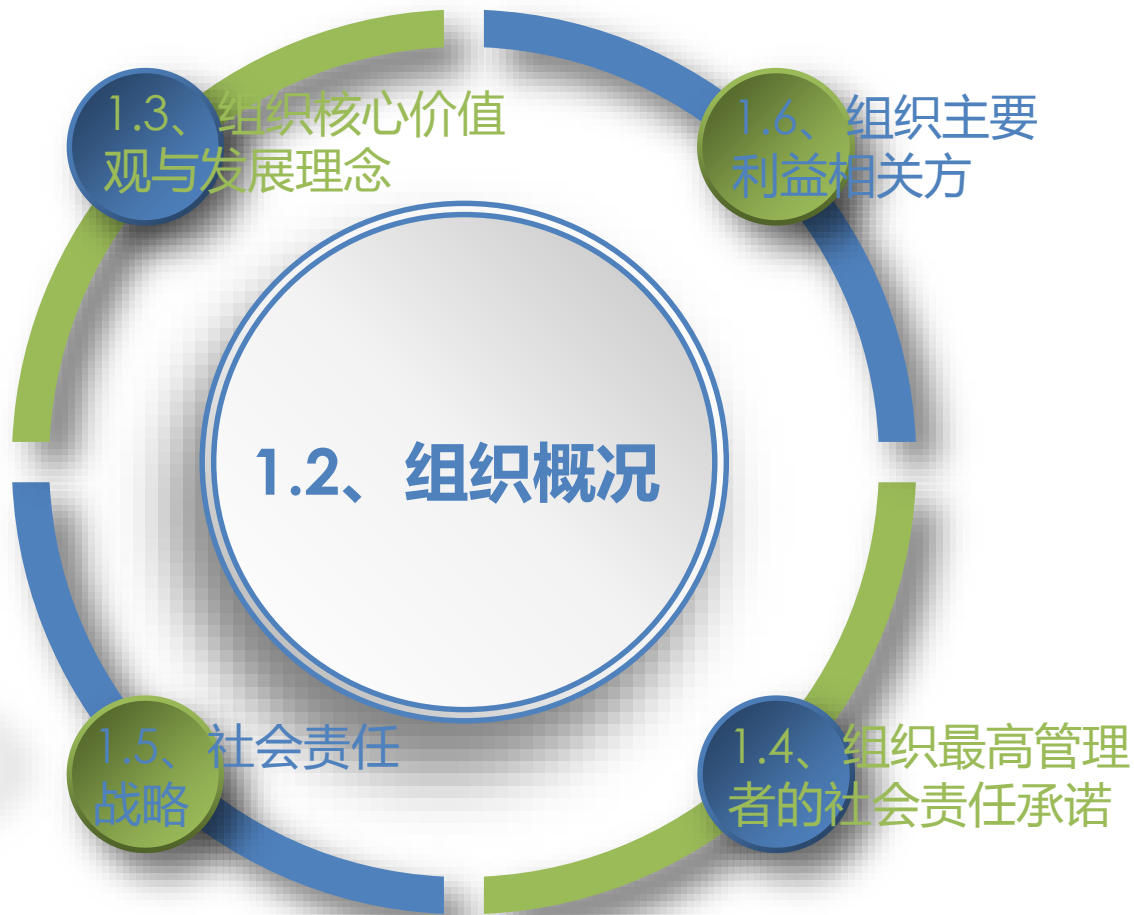 1.3、组织核心价值
观与发展理念
1.6、组织主要
利益相关方
1.2、组织概况
1.5、社会责任
战略
1.4、组织最高管理
者的社会责任承诺